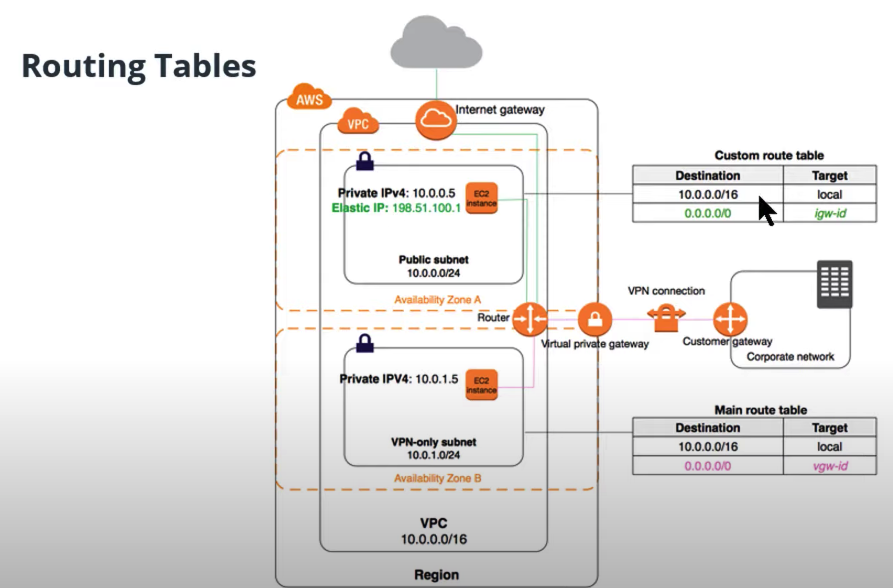 Routing Tables
AWS
Internet gateway
VPC
Private IPv4: 10.0.0.5
Elastic IP: 198.51.100.1
EC2
instance
Public subnet
10.0.0.0/24
Availability Zone A
Custom route table
Destination Target
10.0.0.0/16 local
0.0.0.0/0 igw-id
Router
Virtual private gateway
VPN connection
Customer gateway
Corporate network
Private IPV4: 10.0.1.5
EC2
instance
VPN-only subnet
10.0.1.0/24
Availability Zone B
Main route table
Destination Target
10.0.0.0/16 local
0.0.0.0/0 vgw-id
VPC
10.0.0.0/16
Region